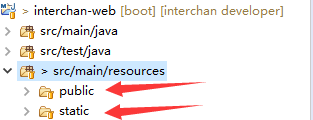 interchan-web [boot] [interchan developer]
src/main/java
src/test/java
> src/main/resources
public
static